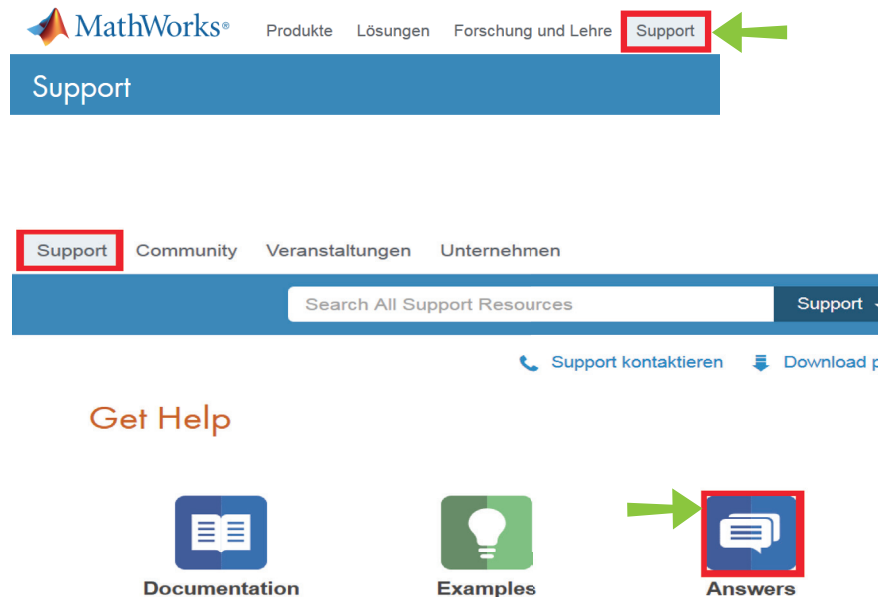 MathWorks® Produkte Lösungen Forschung und Lehre Support
Support
Support Community Veranstaltungen Unternehmen
Search All Support Resources Support
Support kontaktieren Download
Get Help
Documentation Examples Answers